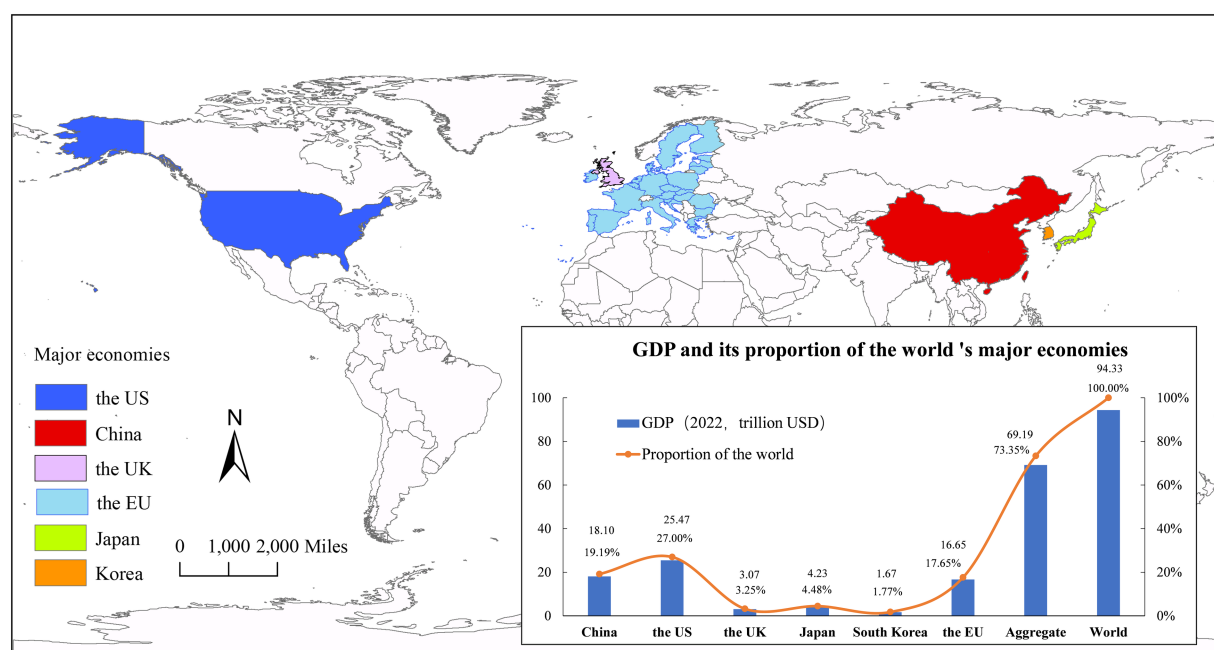 Major economies
the US
China
the UK
the EU
Japan
Korea
N
0 1,000 2,000 Miles
GDP and its proportion of the world 's major economies
GDP（2022， trillion USD）
Proportion of the world
100
80
60
40
20
0
100%
80%
60%
40%
20%
0%
18.10
19.19%
25.47
27.00%
3.07
3.25%
4.23
4.48%
1.67
1.77%
16.65
17.65%
69.19
73.35%
94.33
100.00%
China the US the UK Japan South Korea the EU Aggregate World